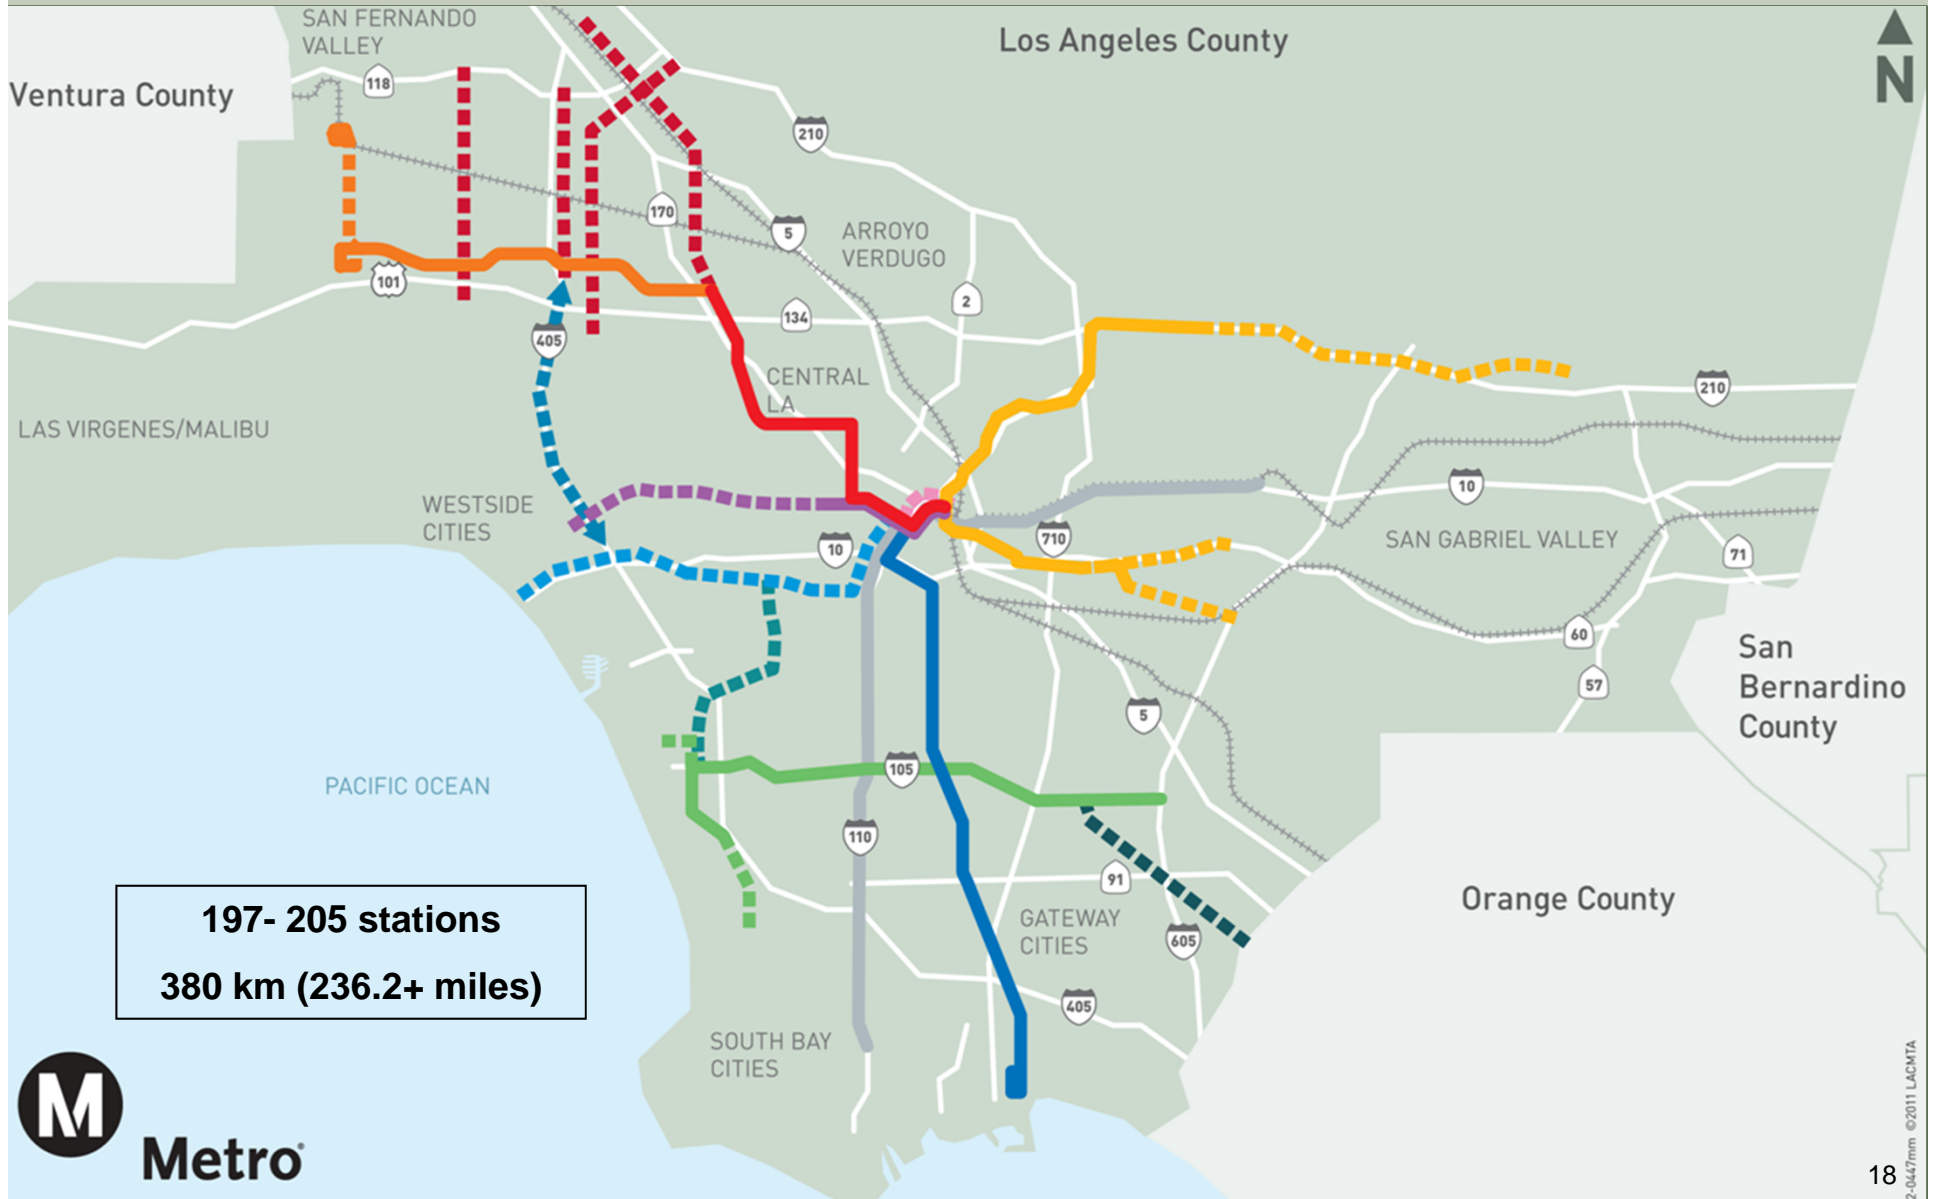 SAN FERNANDO
VALLEY
Los Angeles County
N
Ventura County
118
210
170
5
ARROYO
VERDUGO
101
2
134
405
CENTRAL
LA
210
LAS VIRGENES/MALIBU
WESTSIDE
CITIES
10
10
710
SAN GABRIEL VALLEY
71
60
San
Bernardino
County
57
5
PACIFIC OCEAN
105
110
91
Orange County
197- 205 stations
380 km (236.2+ miles)
GATEWAY
CITIES
605
405
SOUTH BAY
CITIES
M
Metro
18
2-0447mm ©2011 LACMTA